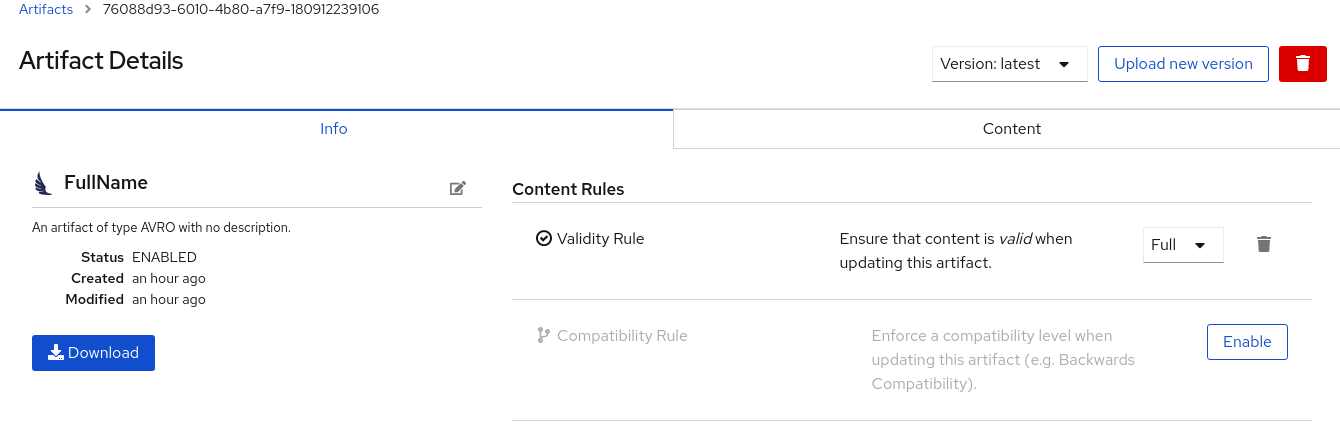 Artifacts > 76088d93-6010-4b80-a7f9-180912239106
Artifact Details
Version: latest
Upload new version
Info
Content
FullName
An artifact of type AVRO with no description.
Status ENABLED
Created an hour ago
Modified an hour ago
Download
Content Rules
Validity Rule
Ensure that content is valid when
updating this artifact.
Full
Compatibility Rule
Enforce a compatibility level when
updating this artifact (e.g. Backwards
Compatibility).
Enable